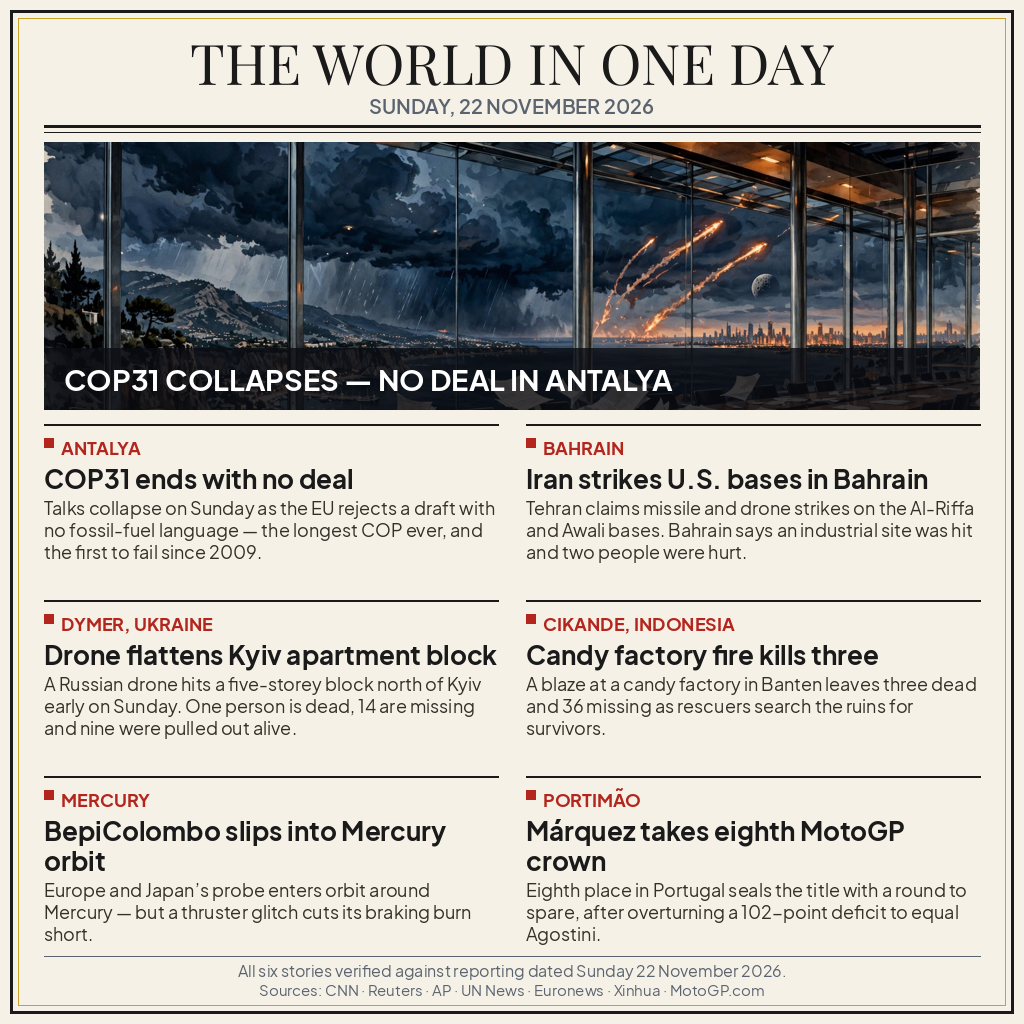 THE WORLD IN ONE DAY
SUNDAY, 22 NOVEMBER 2026
COP31 COLLAPSES — NO DEAL IN ANTALYA
ANTALYA
COP31 ends with no deal
Talks collapse on Sunday as the EU rejects a draft with
no fossil-fuel language — the longest COP ever, and
the first to fail since 2009.
BAHRAIN
Iran strikes U.S. bases in Bahrain
Tehran claims missile and drone strikes on the Al-Riffa
and Awali bases. Bahrain says an industrial site was hit
and two people were hurt.
DYMER, UKRAINE
Drone flattens Kyiv apartment block
A Russian drone hits a five-storey block north of Kyiv
early on Sunday. One person is dead, 14 are missing
and nine were pulled out alive.
CIKANDE, INDONESIA
Candy factory fire kills three
A blaze at a candy factory in Banten leaves three dead
and 36 missing as rescuers search the ruins for
survivors.
MERCURY
BepiColombo slips into Mercury
orbit
Europe and Japan’s probe enters orbit around
Mercury — but a thruster glitch cuts its braking burn
short.
PORTIMÃO
Márquez takes eighth MotoGP
crown
Eighth place in Portugal seals the title with a round to
spare, after overturning a 102–point deficit to equal
Agostini.
All six stories verified against reporting dated Sunday 22 November 2026.
Sources: CNN · Reuters · AP · UN News · Euronews · Xinhua · MotoGP.com